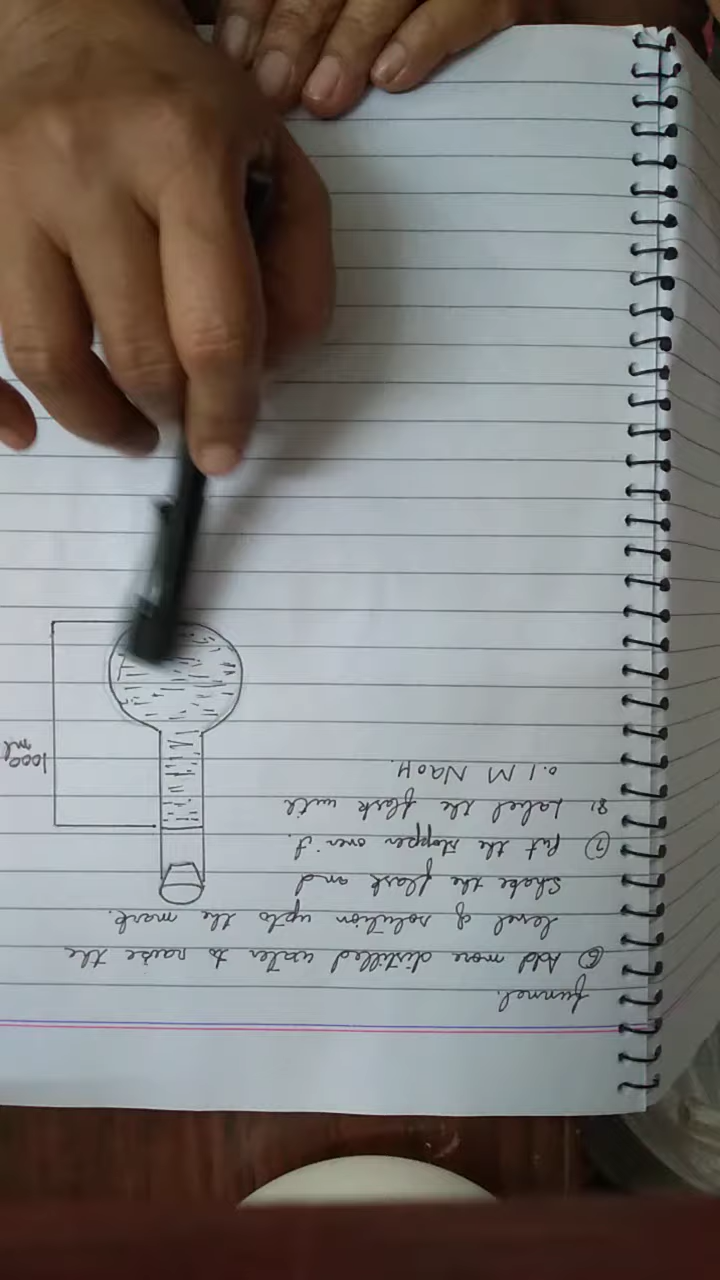 funnel.
⑥ Add more distilled water to raise the
level of solution upto the mark.
Shake the flask and
⑦ Put the stopper over it.
8. Label the flask with
0.1 M NaOH.
1000
ml